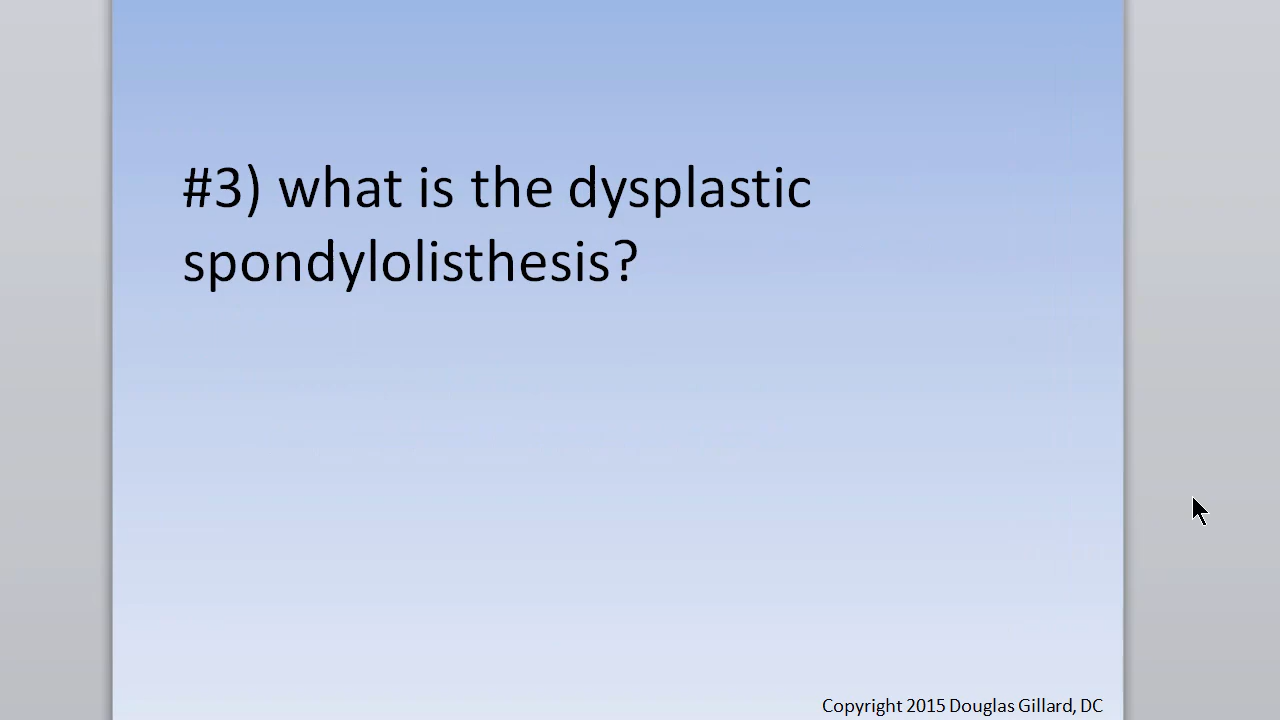 #3) what is the dysplastic
spondylolisthesis?
Copyright 2015 Douglas Gillard, DC